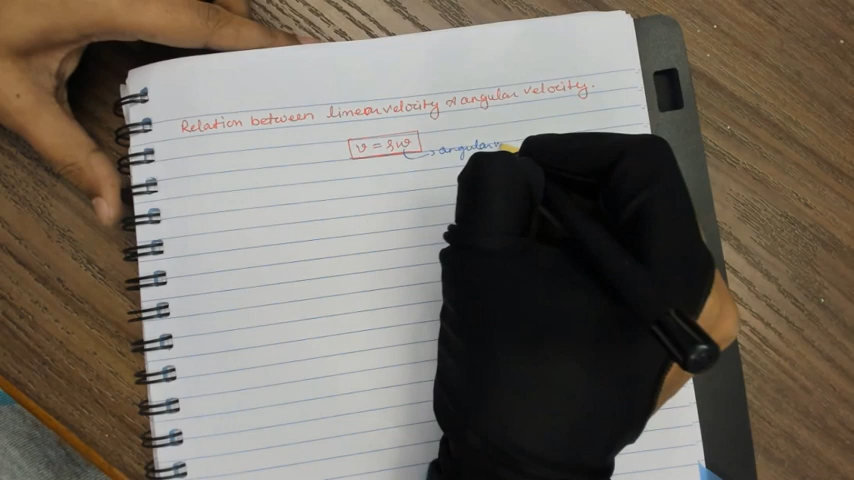 Relation between linear velocity & angular velocity.
v = rω → angular